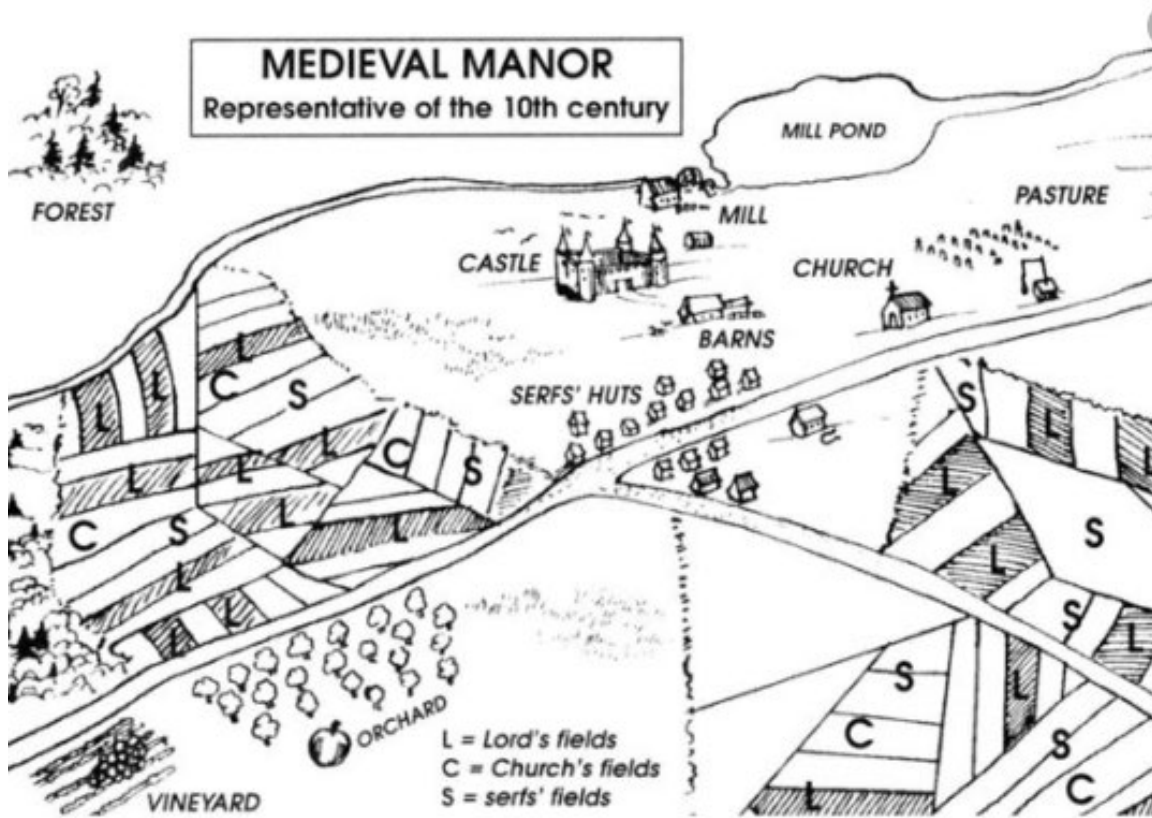 MEDIEVAL MANOR
Representative of the 10th century
MILL POND
FOREST
MILL
PASTURE
CASTLE
CHURCH
BARNS
SERFS' HUTS
L
L
L
C
S
L
C
S
L
L
L
L
C
S
L
L
L
S
L
L
L
S
L
S
L
S
L
C
S
L
C
ORCHARD
VINEYARD
L = Lord's fields
C = Church's fields
S = serfs' fields